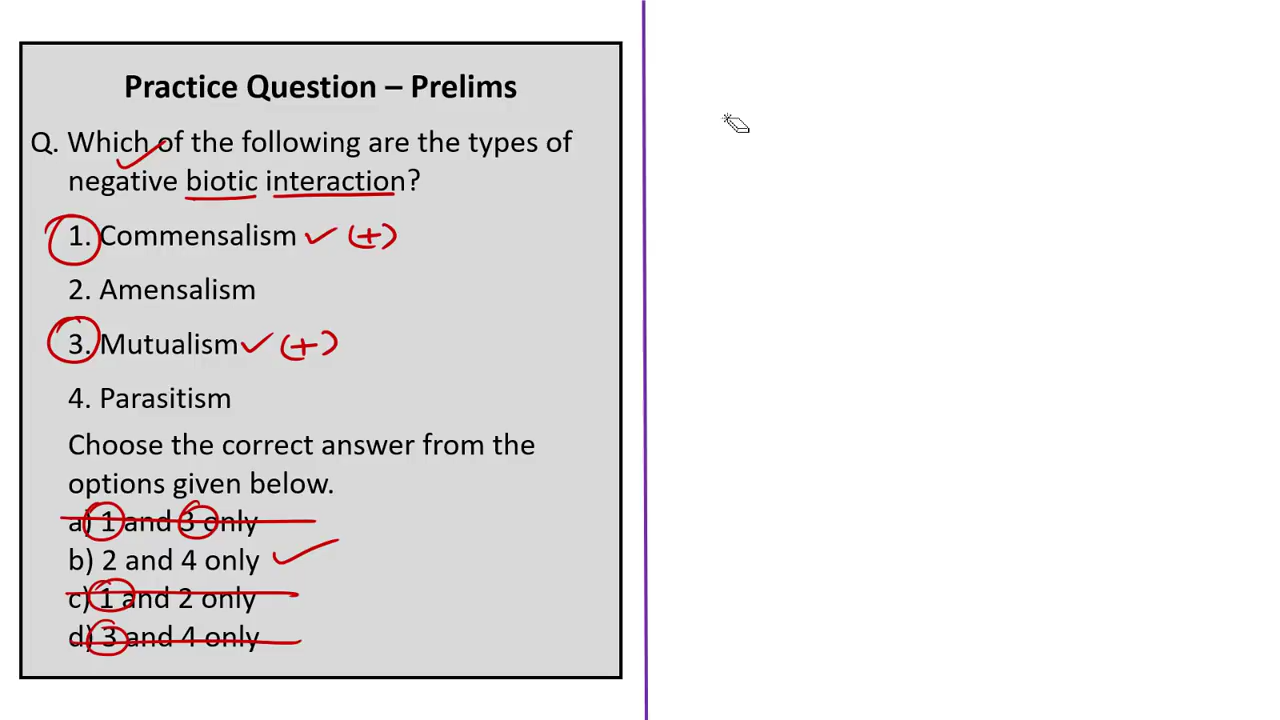 Practice Question – Prelims
Q. Which of the following are the types of
negative biotic interaction?
1. Commensalism (+)
2. Amensalism
3. Mutualism (+)
4. Parasitism
Choose the correct answer from the
options given below.
a) 1 and 3 only
b) 2 and 4 only
c) 1 and 2 only
d) 3 and 4 only